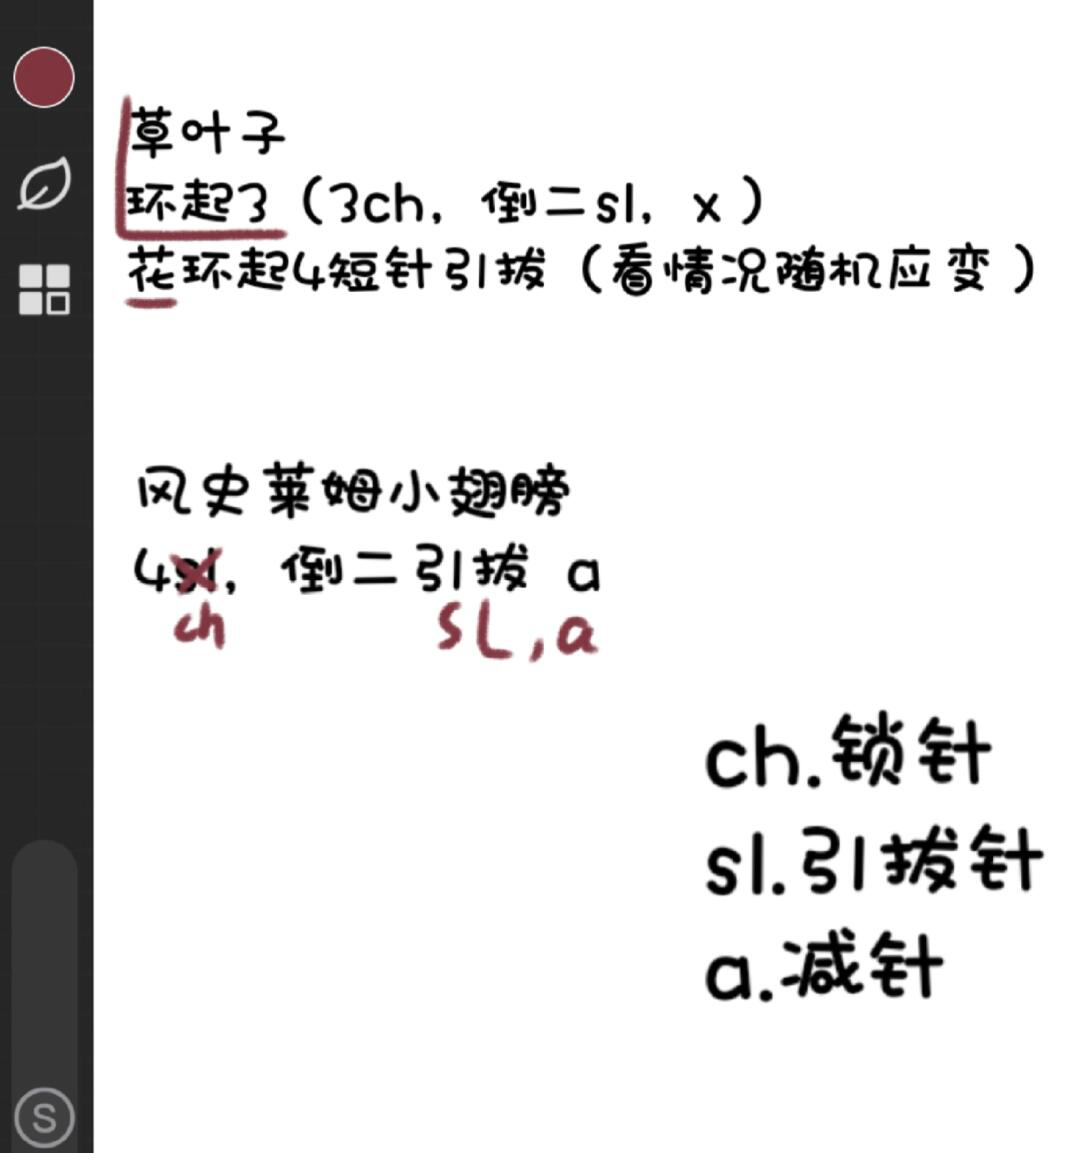 草叶子
环起3（3ch，倒二sl，x）
花环起4短针引拔（看情况随机应变）
风史莱姆小翅膀
4sl，倒二引拔 a
ch SL,a
ch.锁针
sl.引拔针
a.减针
S